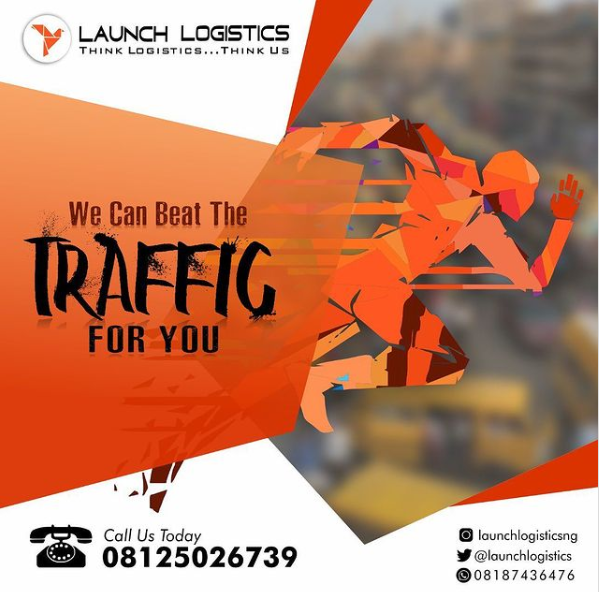 LAUNCH LOGISTICS
THINK LOGISTICS...THINK US
We Can Beat The
TRAFFIC
FOR YOU
Call Us Today
08125026739
launchlogisticsng
@launchlogistics
08187436476